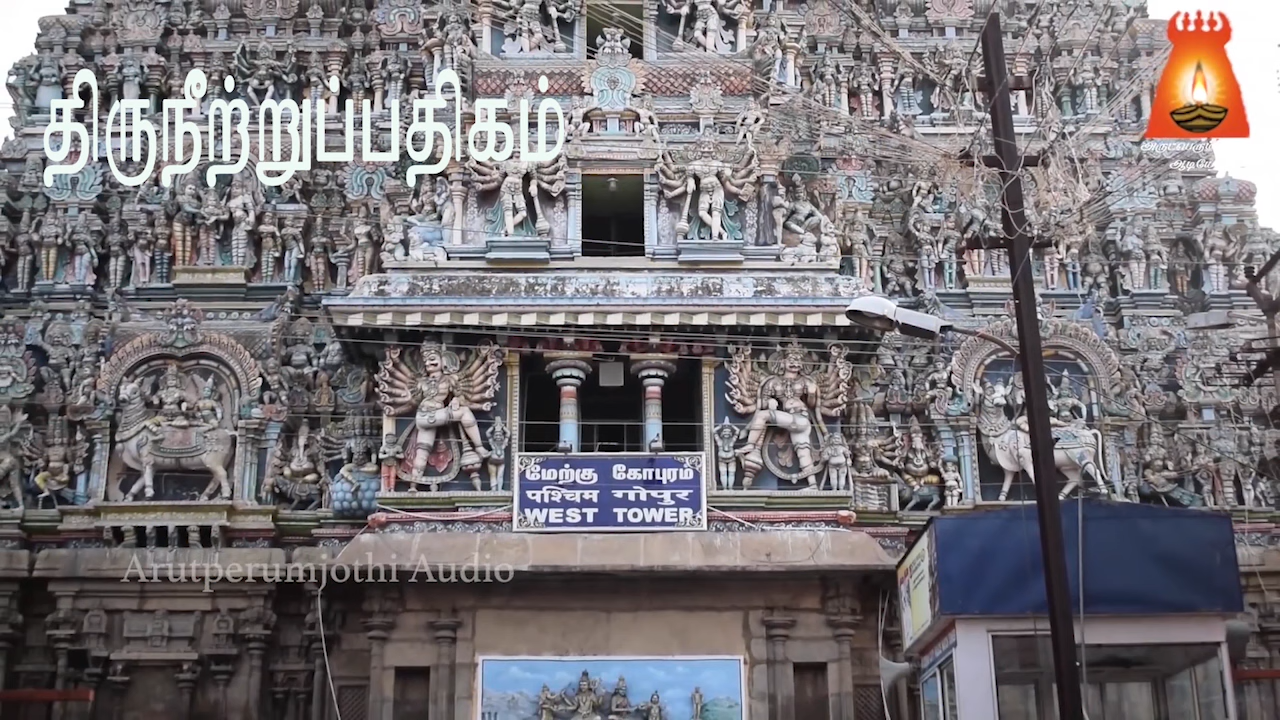 திருநீற்றுப்பதிகம்
மேற்கு கோபுரம்
पश्चिम गोपुर
WEST TOWER
Arutperumjothi Audio